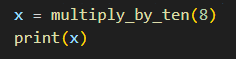 x = multiply_by_ten(8)
print(x)